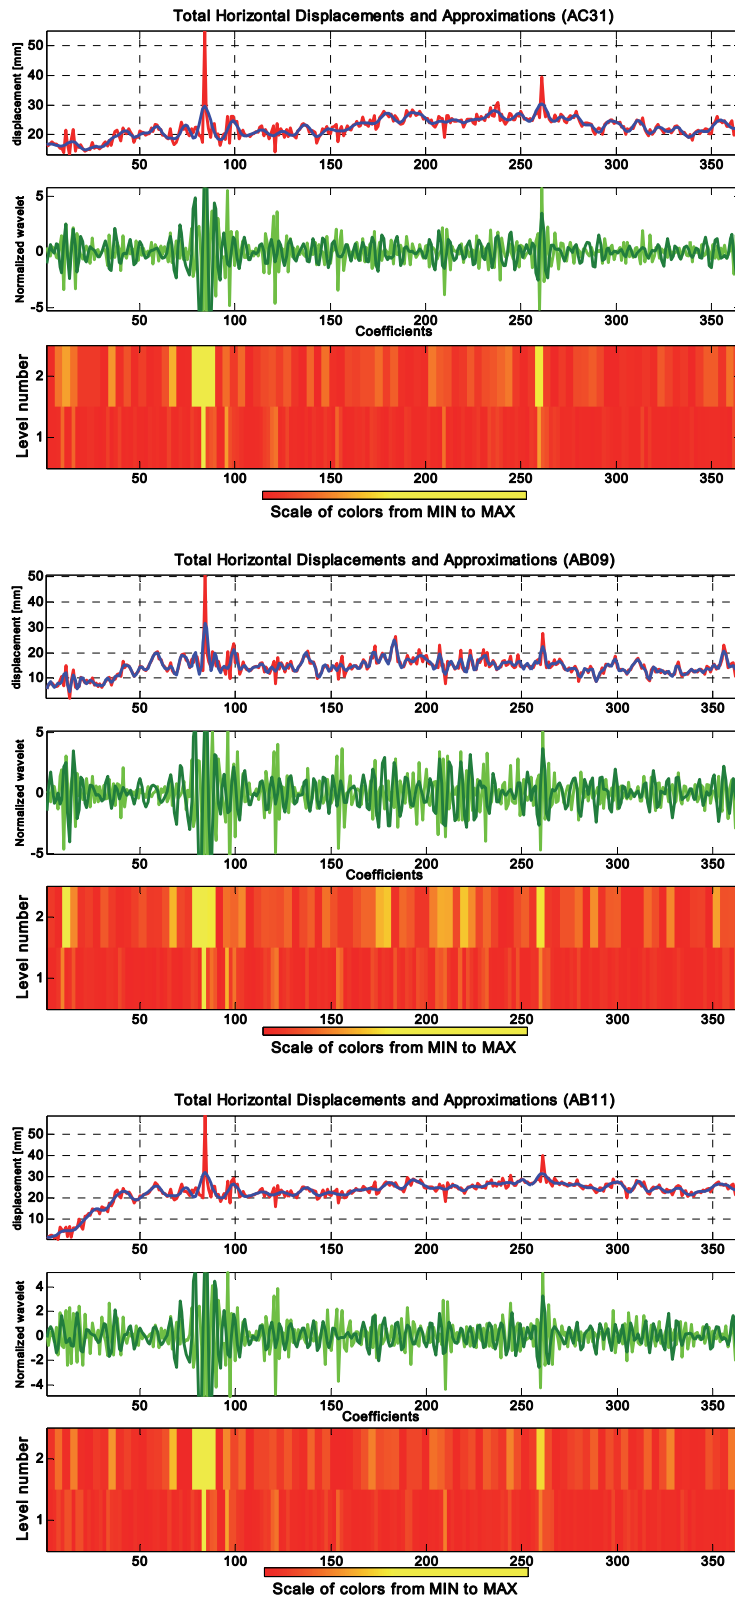 Total Horizontal Displacements and Approximations (AC31)
displacement [mm]
50
40
30
20
50 100 150 200 250 300 350
Normalized wavelet
5
0
-5
50 100 150 200 250 300 350
Coefficients
Level number
2
1
50 100 150 200 250 300 350
Scale of colors from MIN to MAX
Total Horizontal Displacements and Approximations (AB09)
displacement [mm]
50
40
30
20
10
50 100 150 200 250 300 350
Normalized wavelet
5
0
-5
50 100 150 200 250 300 350
Coefficients
Level number
2
1
50 100 150 200 250 300 350
Scale of colors from MIN to MAX
Total Horizontal Displacements and Approximations (AB11)
displacement [mm]
50
40
30
20
10
50 100 150 200 250 300 350
Normalized wavelet
4
2
0
-2
-4
50 100 150 200 250 300 350
Coefficients
Level number
2
1
50 100 150 200 250 300 350
Scale of colors from MIN to MAX